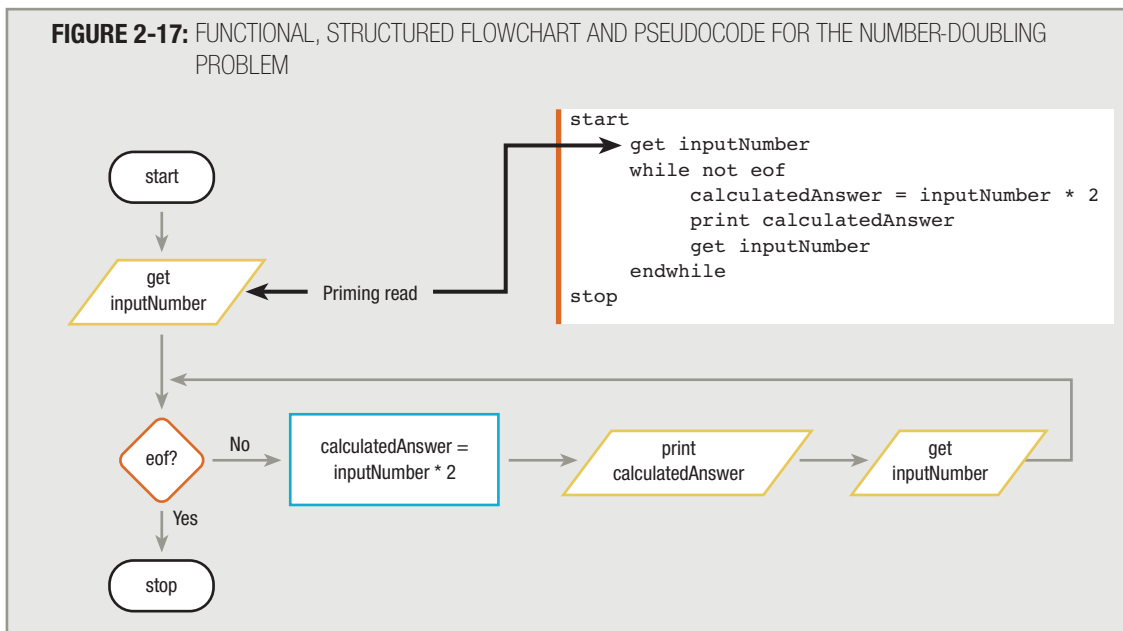 FIGURE 2-17: FUNCTIONAL, STRUCTURED FLOWCHART AND PSEUDOCODE FOR THE NUMBER-DOUBLING
PROBLEM
start
get inputNumber
while not eof
calculatedAnswer = inputNumber * 2
print calculatedAnswer
get inputNumber
endwhile
stop
start
get
inputNumber
Priming read
eof?
No
calculatedAnswer =
inputNumber * 2
print
calculatedAnswer
get
inputNumber
Yes
stop